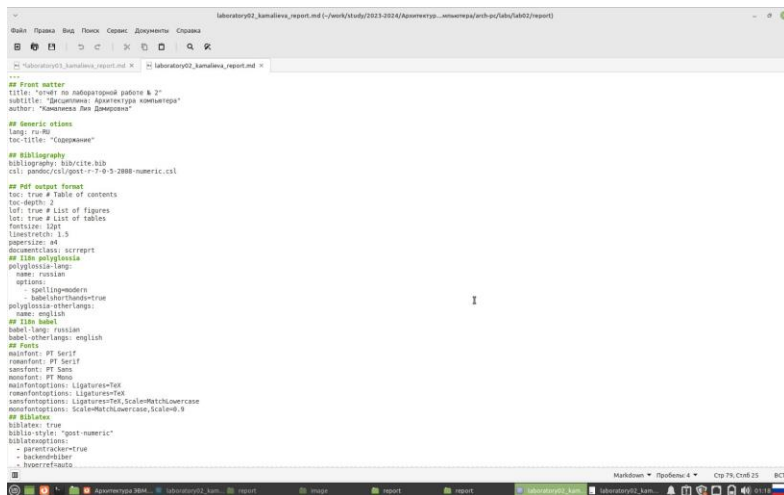 laboratory02_kamalieva_report.md (~/work/study/2023-2024/Архитектур...мпьютера/arch-pc/labs/lab02/report)
Файл Правка Вид Поиск Сервис Документы Справка
*laboratory03_kamalieva_report.md × laboratory02_kamalieva_report.md ×
---
## Front matter
title: "отчёт по лабораторной работе № 2"
subtitle: "Дисциплина: Архитектура компьютера"
author: "Камалиева Лия Дамировна"
## Generic otions
lang: ru-RU
toc-title: "Содержание"
## Bibliography
bibliography: bib/cite.bib
csl: pandoc/csl/gost-r-7-0-5-2008-numeric.csl
## Pdf output format
toc: true # Table of contents
toc-depth: 2
lof: true # List of figures
lot: true # List of tables
fontsize: 12pt
linestretch: 1.5
papersize: a4
documentclass: scrreprt
## I18n polyglossia
polyglossia-lang:
name: russian
options:
- spelling=modern
- babelshorthands=true
polyglossia-otherlangs:
name: english
## I18n babel
babel-lang: russian
babel-otherlangs: english
## Fonts
mainfont: PT Serif
romanfont: PT Serif
sansfont: PT Sans
monofont: PT Mono
mainfontoptions: Ligatures=TeX
romanfontoptions: Ligatures=TeX
sansfontoptions: Ligatures=TeX,Scale=MatchLowercase
monofontoptions: Scale=MatchLowercase,Scale=0.9
## Biblatex
biblatex: true
biblio-style: "gost-numeric"
biblatexoptions:
- parentracker=true
- backend=biber
- hyperref=auto
Markdown Пробелы: 4 Стр 79, Стлб 25 ВСТ
Архитектура ЭВМ... laboratory02_kam... report image report report laboratory02_kam... laboratory02_kam... 01:18